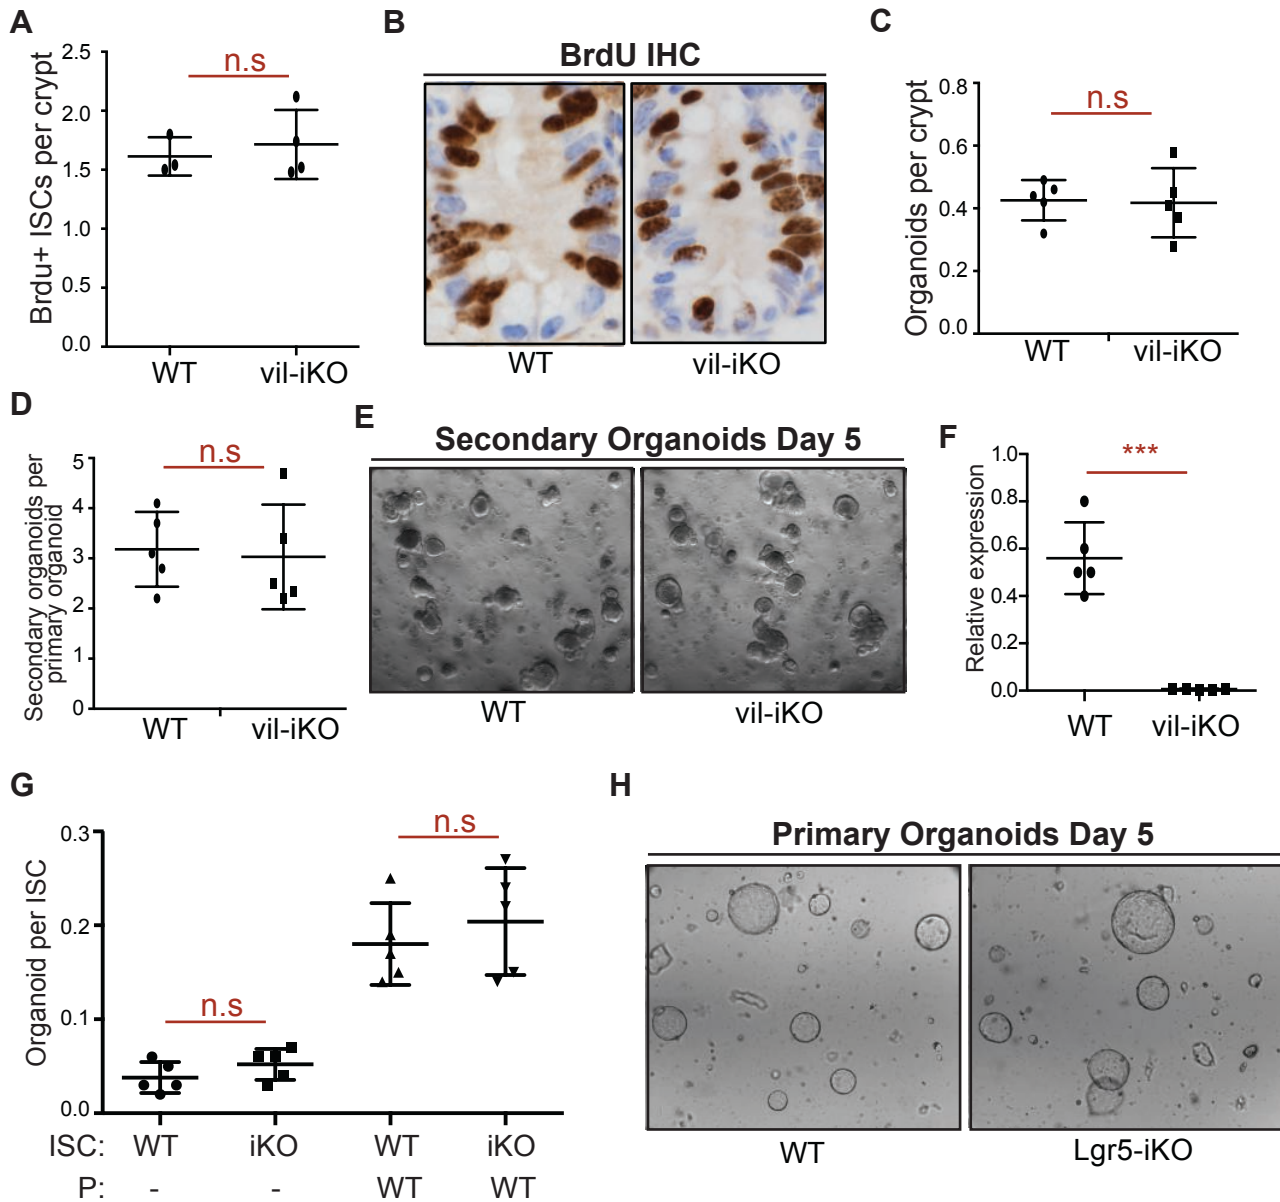 A
2.5
2.0
1.5
1.0
0.5
0.0
Brdu+ ISCs per crypt
n.s
WT
vil-iKO
B
BrdU IHC
WT
vil-iKO
C
0.8
0.6
0.4
0.2
0.0
Organoids per crypt
n.s
WT
vil-iKO
D
5
4
3
2
1
0
Secondary organoids per
primary organoid
n.s
WT
vil-iKO
E
Secondary Organoids Day 5
WT
vil-iKO
F
1.0
0.8
0.6
0.4
0.2
0.0
Relative expression
***
WT
vil-iKO
G
0.3
0.2
0.1
0.0
Organoid per ISC
n.s
n.s
ISC: WT iKO WT iKO
P: - - WT WT
H
Primary Organoids Day 5
WT
Lgr5-iKO